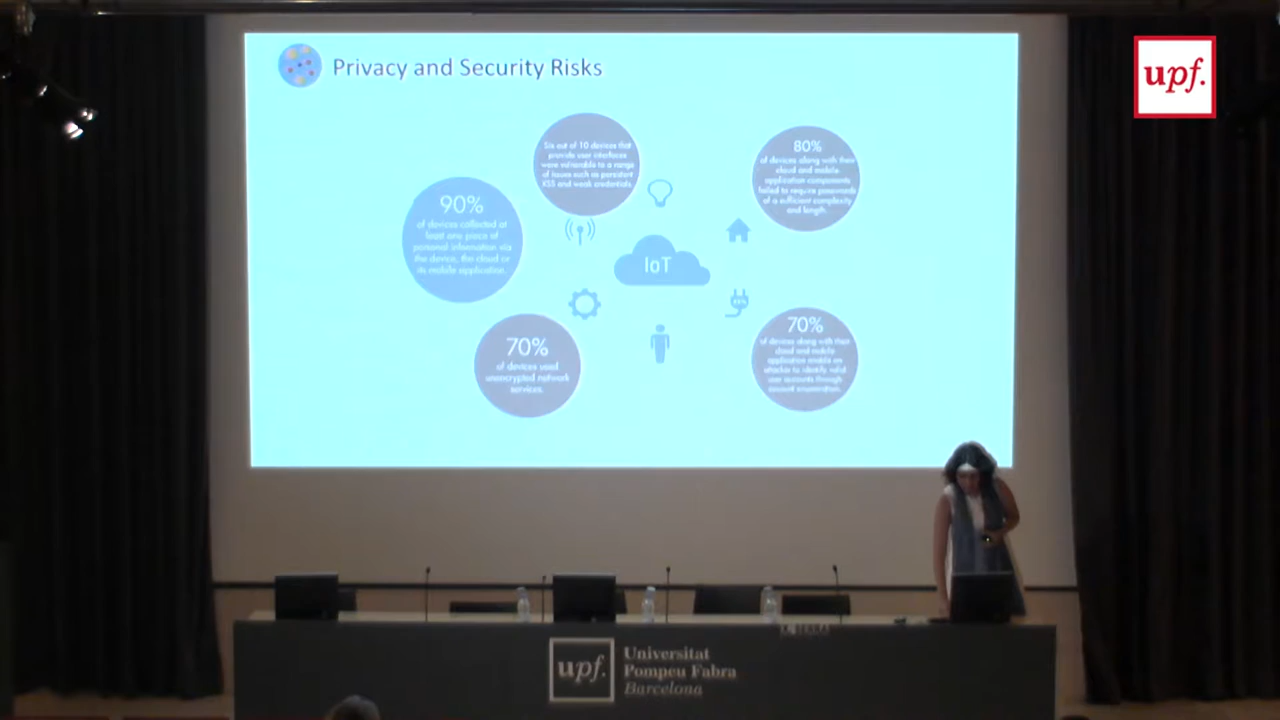 Privacy and Security Risks
upf.
Six out of 10 devices that
provide user interfaces
were vulnerable to a range
of issues such as persistent
XSS and weak credentials.
80%
of devices along with their
cloud and mobile
application components
failed to require passwords
of a sufficient complexity
and length.
90%
of devices collected at
least one piece of
personal information via
the device, the cloud or
its mobile application.
IoT
70%
of devices used
unencrypted network
services.
70%
of devices along with their
cloud and mobile
application enable an
attacker to identify valid
user accounts through
account enumeration.
upf.
Universitat
Pompeu Fabra
Barcelona